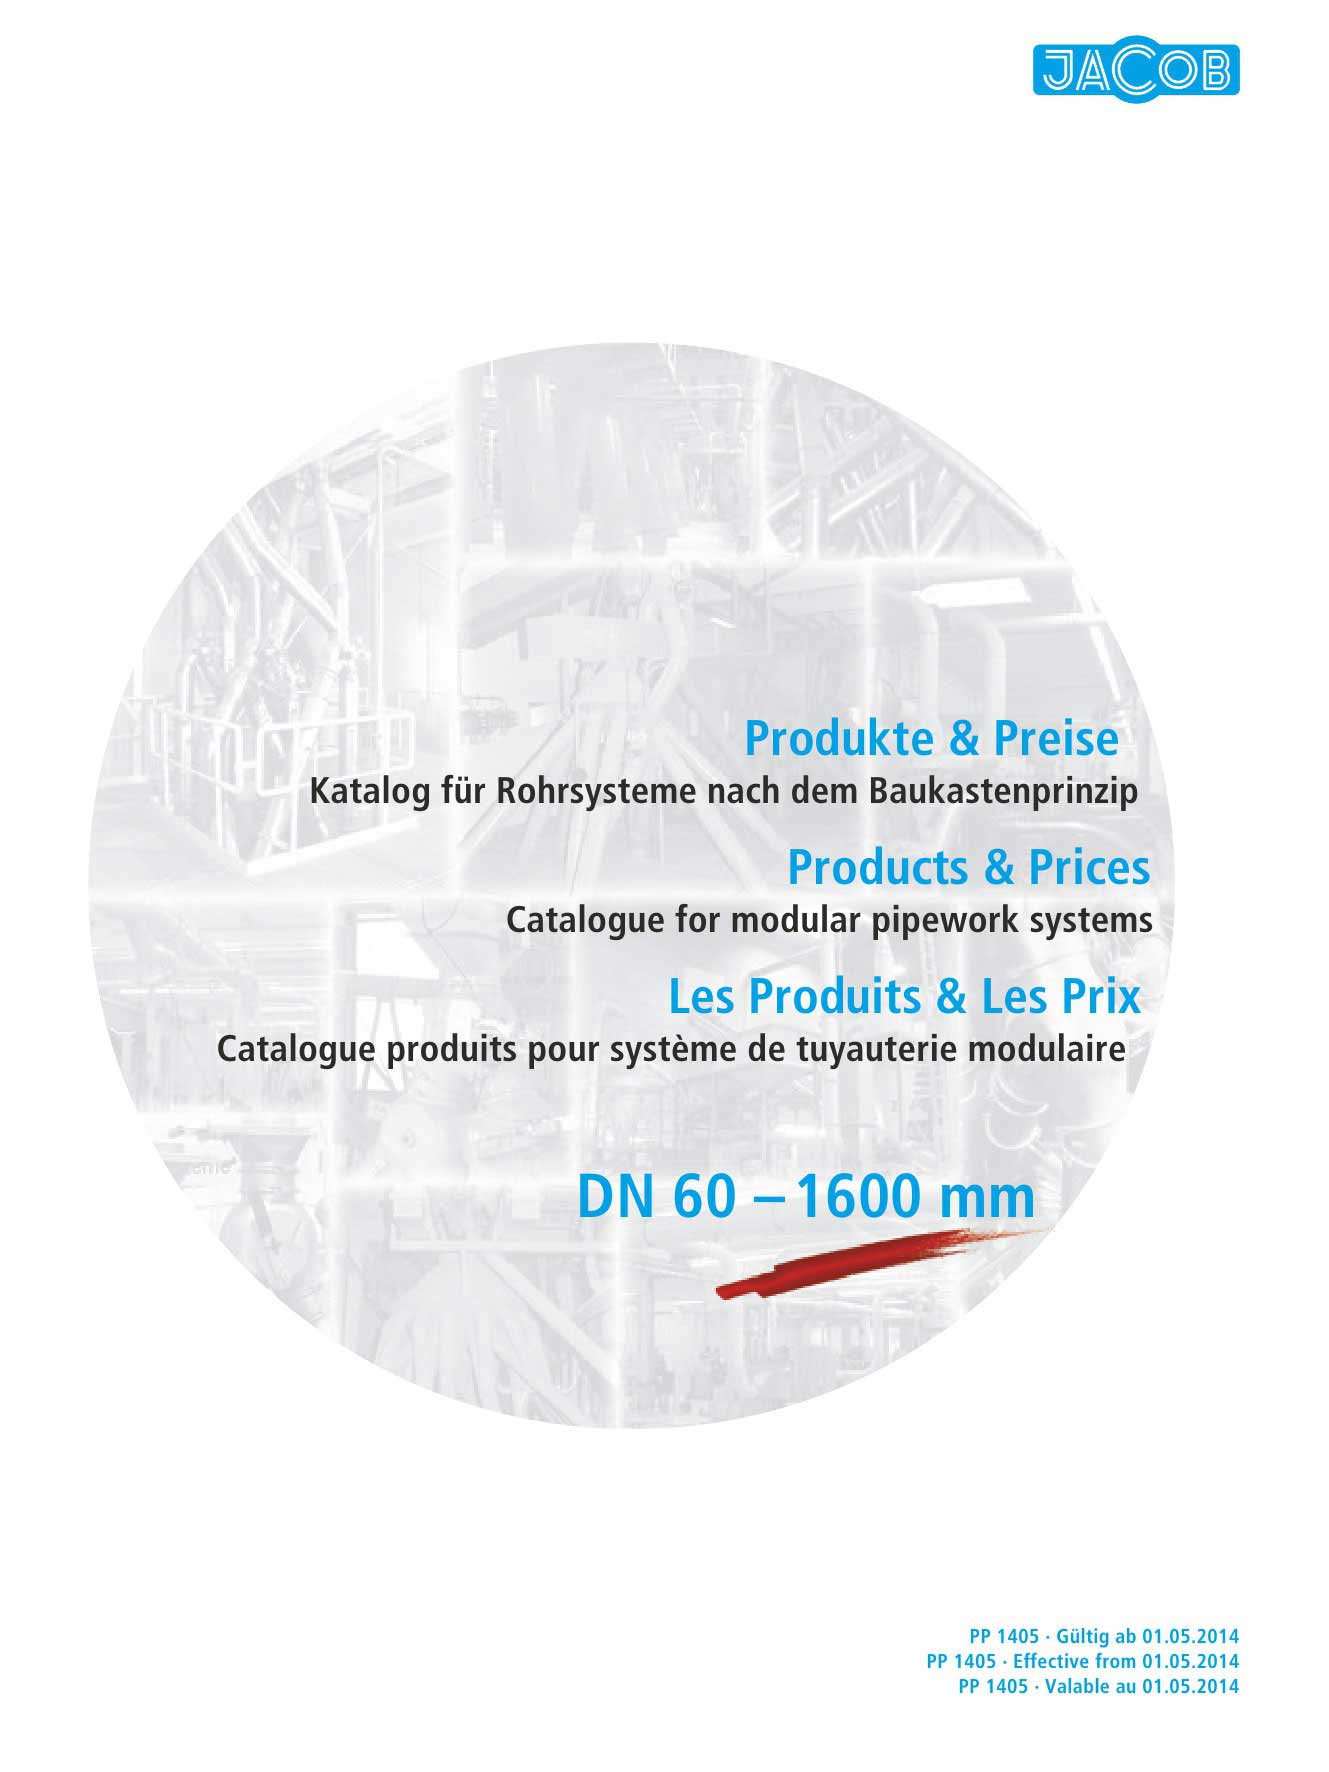 JACOB
Produkte & Preise
Katalog für Rohrsysteme nach dem Baukastenprinzip
Products & Prices
Catalogue for modular pipework systems
Les Produits & Les Prix
Catalogue produits pour système de tuyauterie modulaire
DN 60 – 1600 mm
PP 1405 · Gültig ab 01.05.2014
PP 1405 · Effective from 01.05.2014
PP 1405 · Valable au 01.05.2014